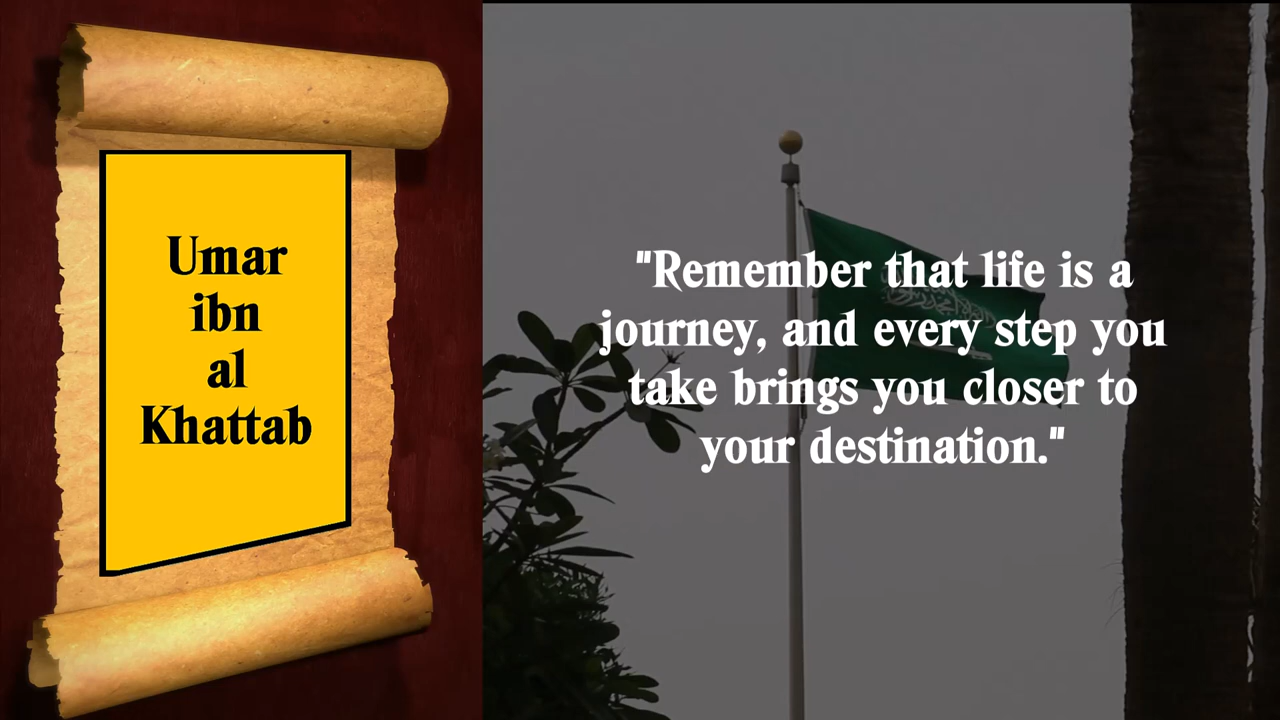 Umar
ibn
al
Khattab
"Remember that life is a
journey, and every step you
take brings you closer to
your destination."